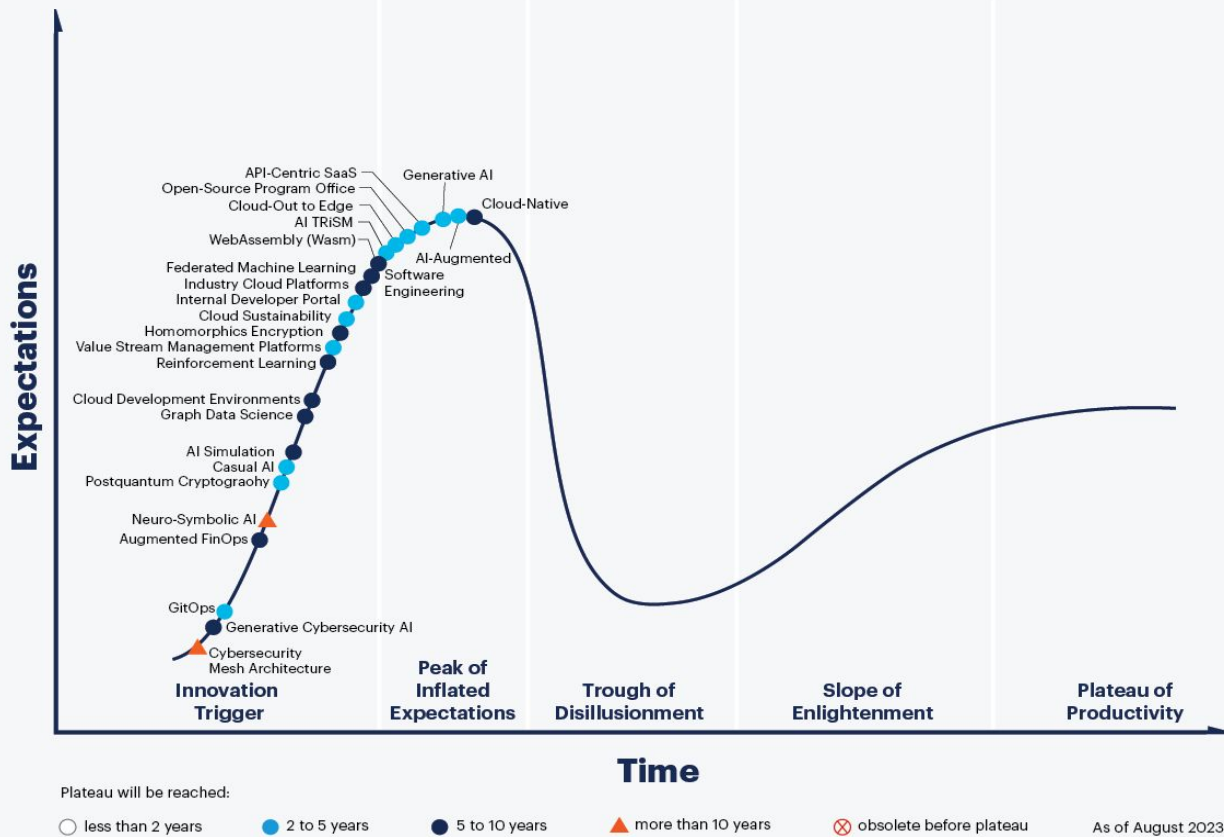 API-Centric SaaS
Generative AI
Open-Source Program Office
Cloud-Out to Edge
Cloud-Native
AI TRiSM
WebAssembly (Wasm)
AI-Augmented
Software
Engineering
Federated Machine Learning
Industry Cloud Platforms
Internal Developer Portal
Cloud Sustainability
Homomorphics Encryption
Value Stream Management Platforms
Reinforcement Learning
Cloud Development Environments
Graph Data Science
AI Simulation
Casual AI
Postquantum Cryptograohy
Neuro-Symbolic AI
Augmented FinOps
GitOps
Generative Cybersecurity AI
Cybersecurity
Mesh Architecture
Expectations
Innovation
Trigger
Peak of
Inflated
Expectations
Trough of
Disillusionment
Slope of
Enlightenment
Plateau of
Productivity
Time
Plateau will be reached:
less than 2 years
2 to 5 years
5 to 10 years
more than 10 years
obsolete before plateau
As of August 2023